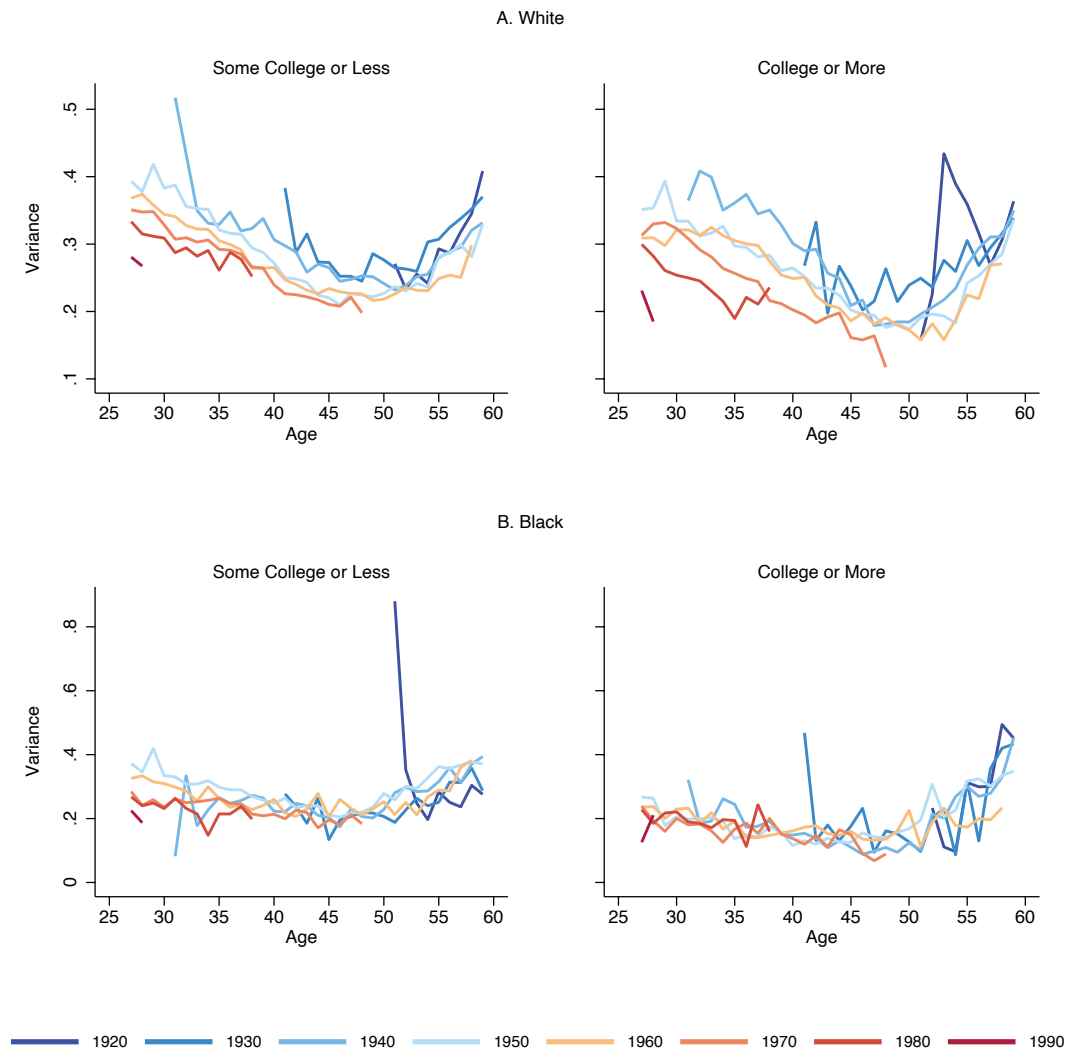 A. White
Some College or Less
College or More
Variance
.5
.4
.3
.2
.1
25 30 35 40 45 50 55 60
25 30 35 40 45 50 55 60
Age
Age
B. Black
Some College or Less
College or More
Variance
.8
.6
.4
.2
0
25 30 35 40 45 50 55 60
25 30 35 40 45 50 55 60
Age
Age
1920 1930 1940 1950 1960 1970 1980 1990